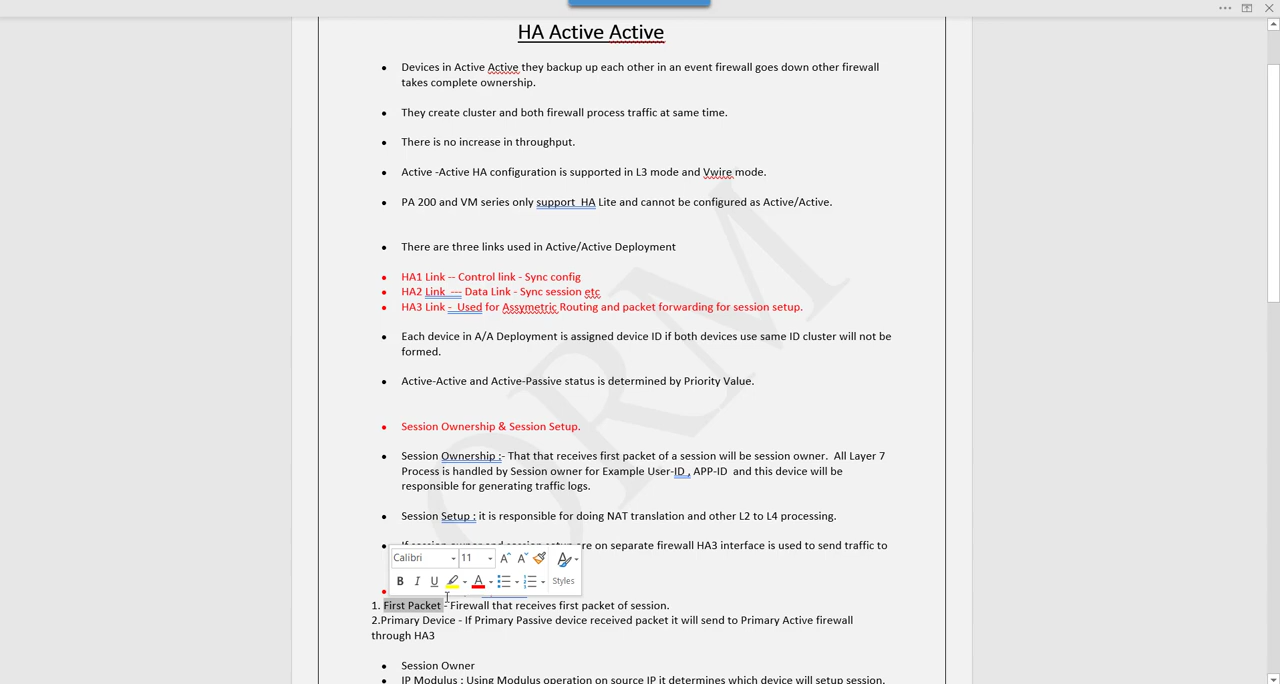 HA Active Active
Devices in Active Active they backup up each other in an event firewall goes down other firewall
takes complete ownership.
They create cluster and both firewall process traffic at same time.
There is no increase in throughput.
Active -Active HA configuration is supported in L3 mode and Vwire mode.
PA 200 and VM series only support HA Lite and cannot be configured as Active/Active.
There are three links used in Active/Active Deployment
HA1 Link -- Control link - Sync config
HA2 Link --- Data Link - Sync session etc
HA3 Link - Used for Assymetric Routing and packet forwarding for session setup.
Each device in A/A Deployment is assigned device ID if both devices use same ID cluster will not be
formed.
Active-Active and Active-Passive status is determined by Priority Value.
Session Ownership & Session Setup.
Session Ownership :- That that receives first packet of a session will be session owner. All Layer 7
Process is handled by Session owner for Example User-ID , APP-ID and this device will be
responsible for generating traffic logs.
Session Setup : it is responsible for doing NAT translation and other L2 to L4 processing.
If session owner and session setup are on separate firewall HA3 interface is used to send traffic to
Calibri 11 A A A
B I U A Styles
1. First Packet - Firewall that receives first packet of session.
2.Primary Device - If Primary Passive device received packet it will send to Primary Active firewall
through HA3
Session Owner
IP Modulus : Using Modulus operation on source IP it determines which device will setup session.